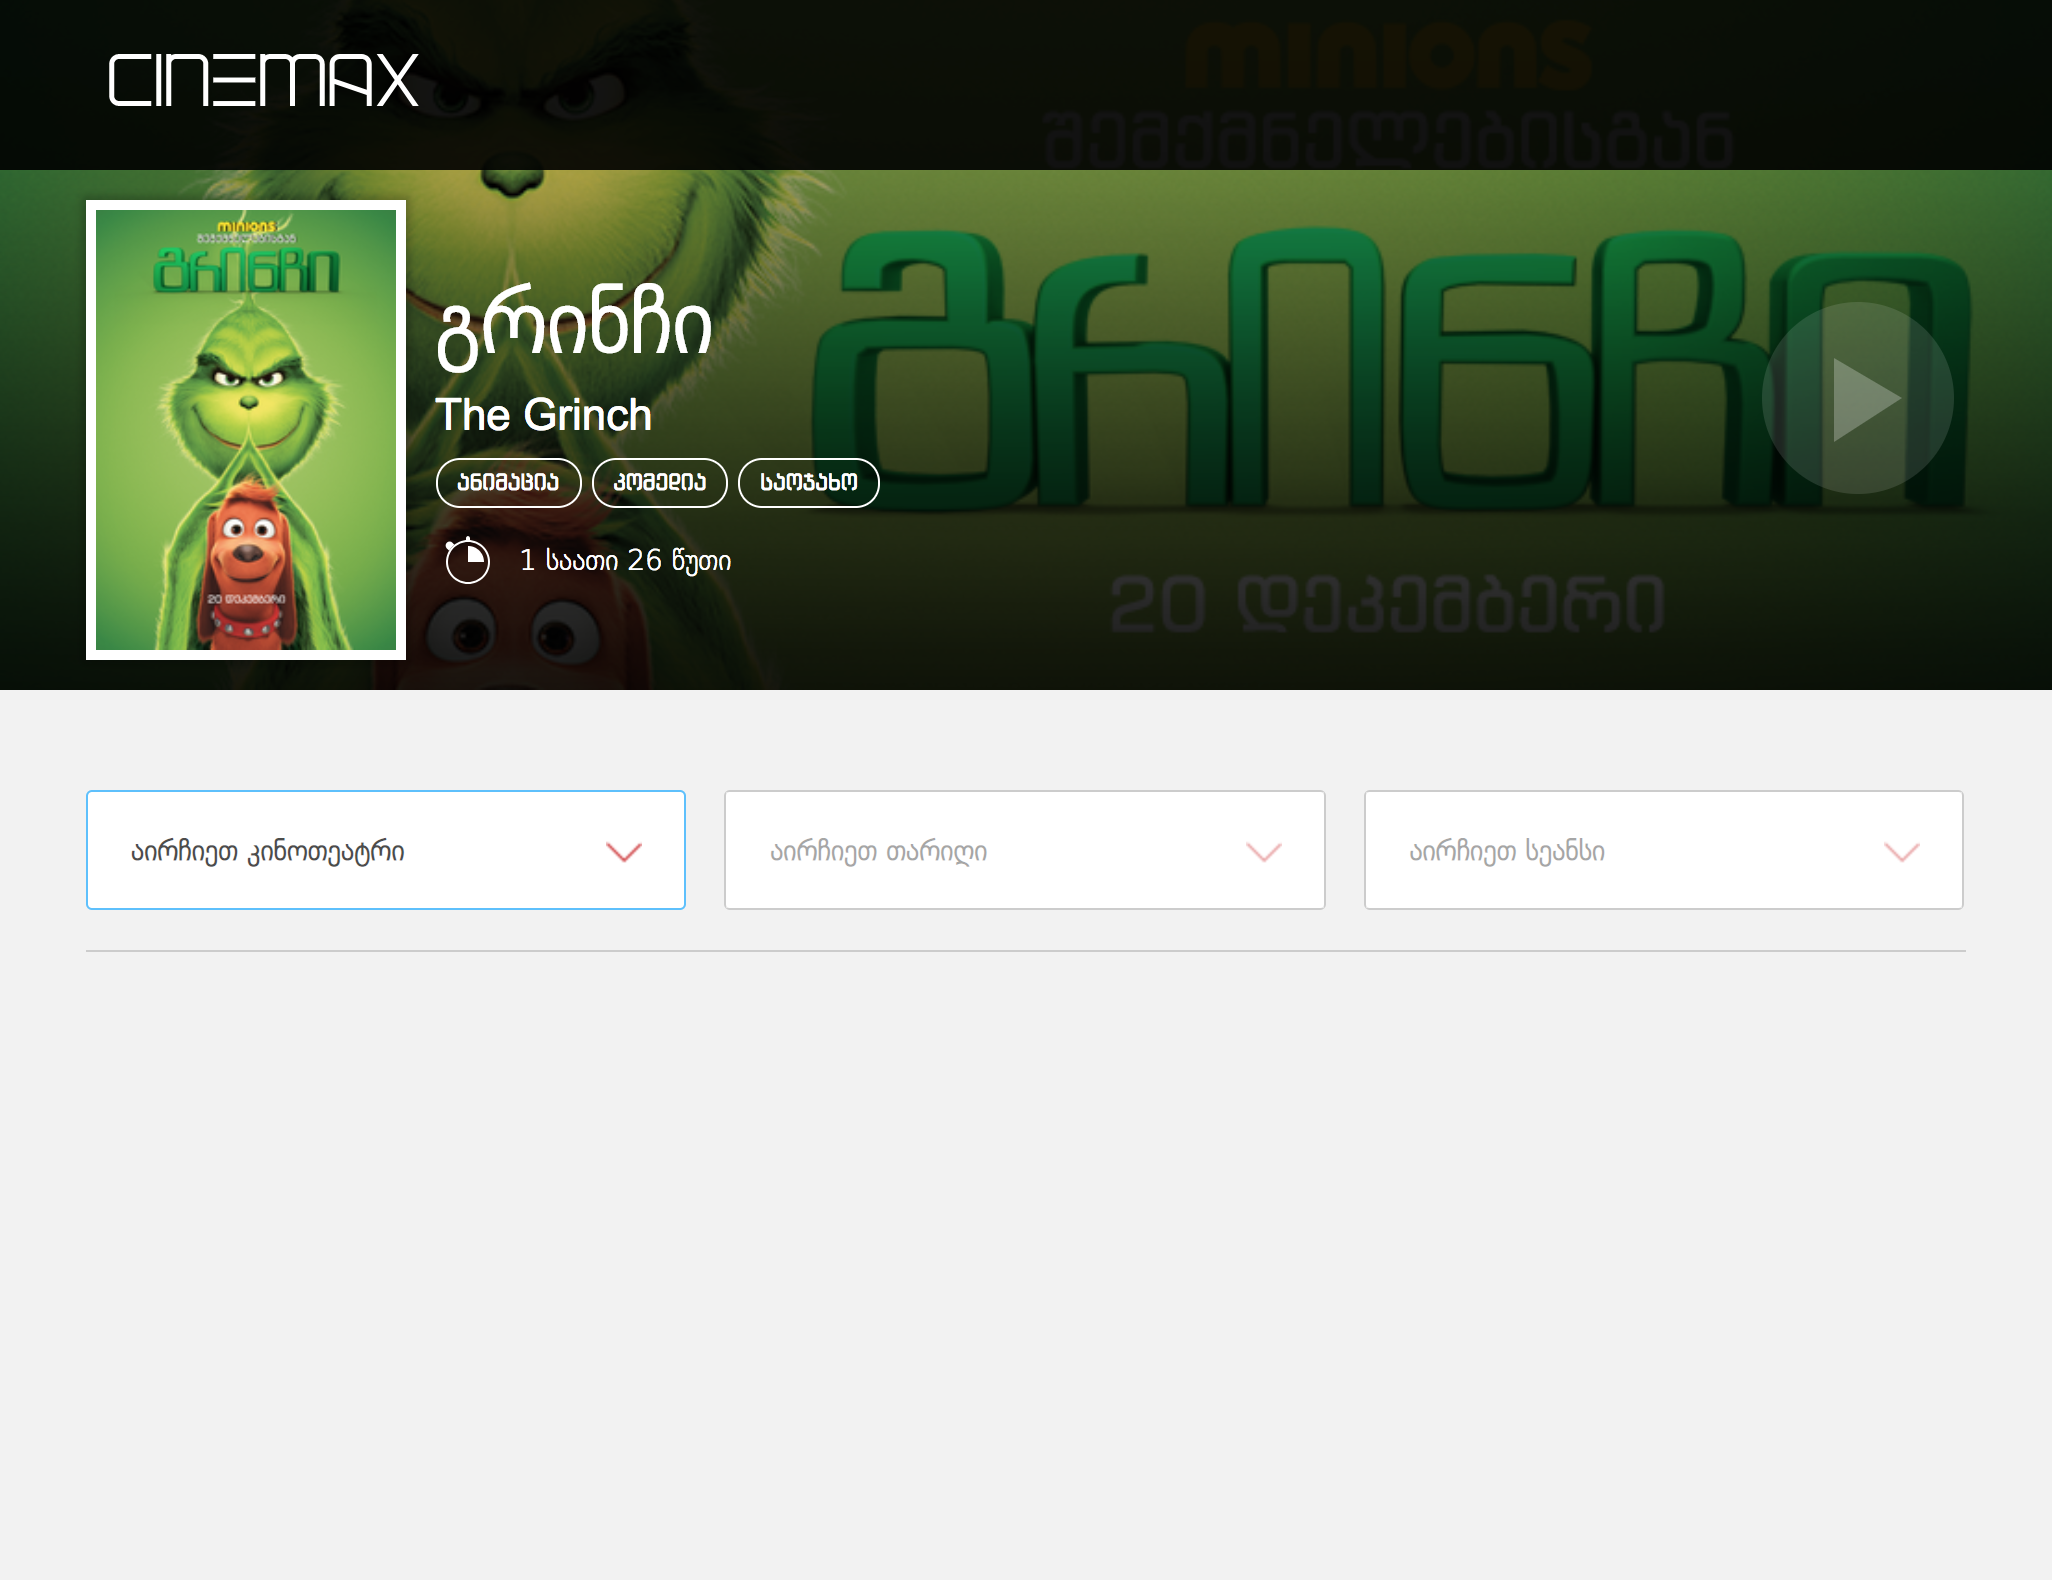 CINEMAX
minions
შემქმნელებისგან
გრინჩი
20 დეკემბერი
minions
შემქმნელებისგან
გრინჩი
20 დეკემბერი
გრინჩი
The Grinch
ანიმაცია
კომედია
საოჯახო
1 საათი 26 წუთი
აირჩიეთ კინოთეატრი
აირჩიეთ თარიღი
აირჩიეთ სეანსი